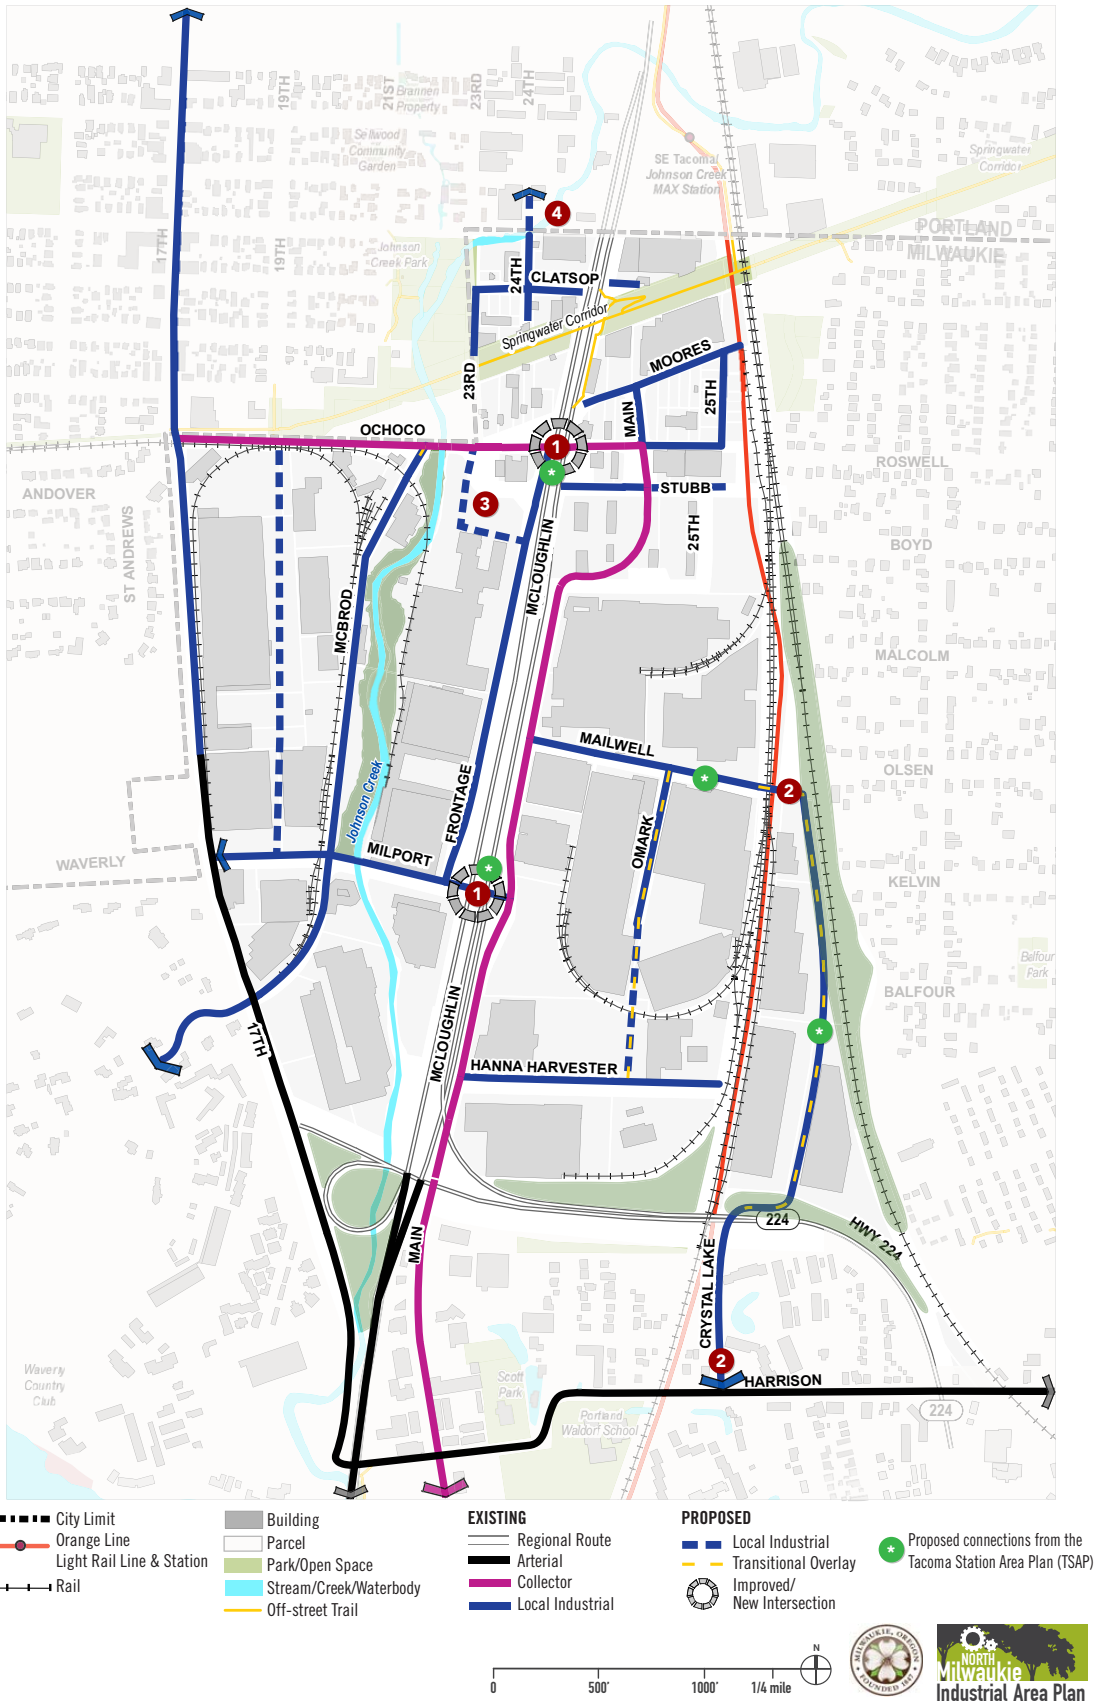 19TH
21ST
Brannen
Property
23RD
24TH
Sellwood
Community
Garden
SE Tacoma/
Johnson Creek
MAX Station
Springwater
Corridor
4
17TH
19TH
Johnson
Creek Park
PORTLAND
MILWAUKIE
24TH
CLATSOP
Springwater Corridor
23RD
MOORES
MAIN
25TH
OCHOCO
1
*
ROSWELL
ANDOVER
STUBB
3
ST ANDREWS
MCLOUGHLIN
25TH
BOYD
MCBROD
MALCOLM
MAILWELL
*
OLSEN
2
Johnson Creek
FRONTAGE
OMARK
WAVERLY
MILPORT
*
1
KELVIN
Balfour
Park
BALFOUR
17TH
MCLOUGHLIN
*
HANNA HARVESTER
224
HWY 224
MAIN
CRYSTAL LAKE
2
HARRISON
Waverly
Country
Club
Scott
Park
Portland
Waldorf School
224
City Limit
Orange Line
Light Rail Line & Station
Rail
Building
Parcel
Park/Open Space
Stream/Creek/Waterbody
Off-street Trail
EXISTING
Regional Route
Arterial
Collector
Local Industrial
PROPOSED
Local Industrial
Transitional Overlay
Improved/
New Intersection
*
Proposed connections from the
Tacoma Station Area Plan (TSAP)
0
500'
1000'
1/4 mile
N
MILWAUKIE, OREGON
FOUNDED 1847
NORTH
Milwaukie
Industrial Area Plan